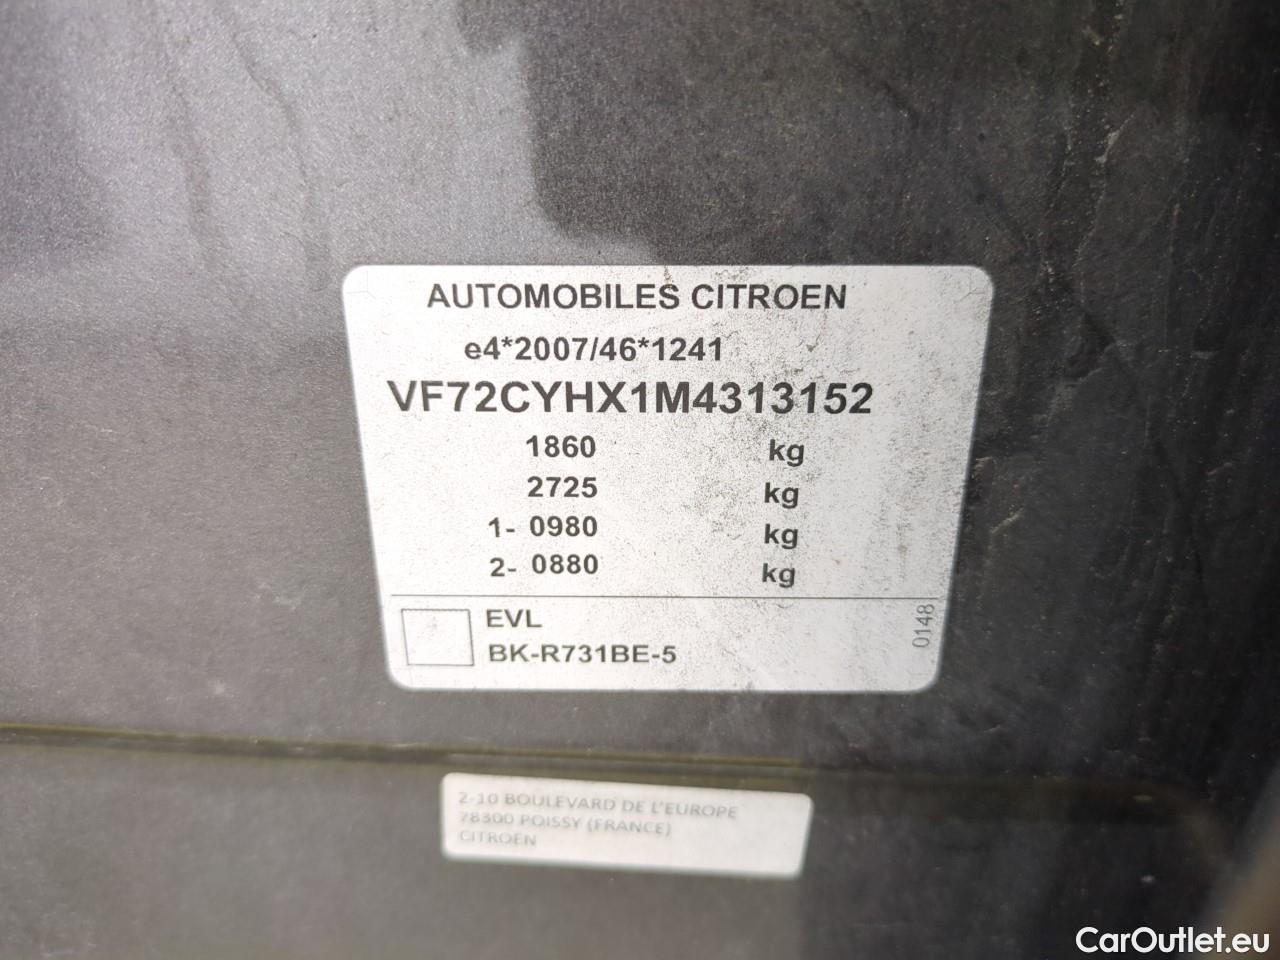 AUTOMOBILES CITROEN
e4*2007/46*1241
VF72CYHX1M4313152
1860 kg
2725 kg
1- 0980 kg
2- 0880 kg
EVL
BK-R731BE-5
0148
2-10 BOULEVARD DE L'EUROPE
78300 POISSY (FRANCE)
CITROEN
CarOutlet.eu